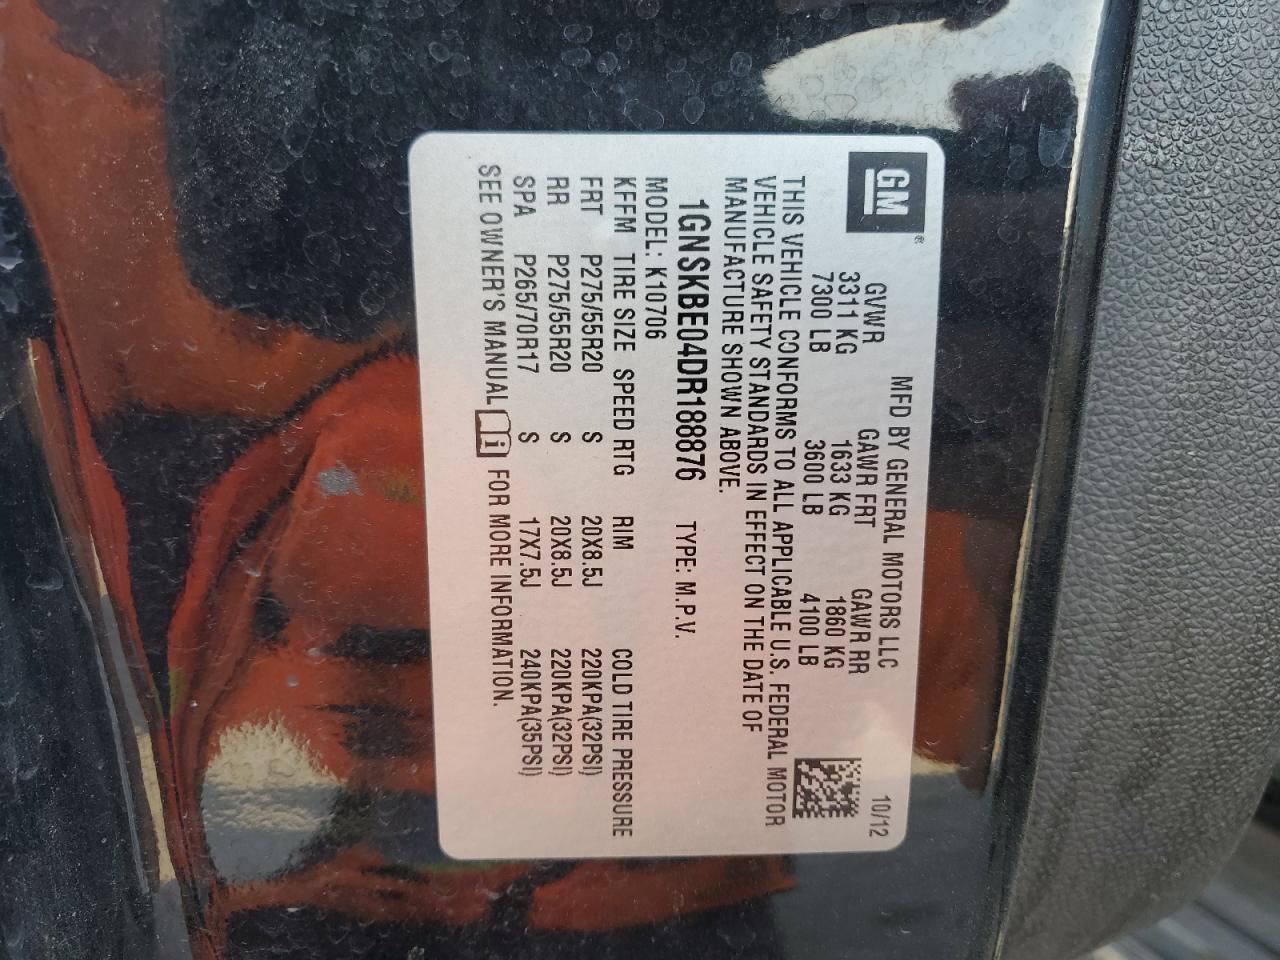 GM®
MFD BY GENERAL MOTORS LLC 10/12
GVWR GAWR FRT GAWR RR
3311 KG 1633 KG 1860 KG
7300 LB 3600 LB 4100 LB
THIS VEHICLE CONFORMS TO ALL APPLICABLE U.S. FEDERAL MOTOR
VEHICLE SAFETY STANDARDS IN EFFECT ON THE DATE OF
MANUFACTURE SHOWN ABOVE.
1GNSKBE04DR188876 TYPE: M.P.V.
MODEL: K10706
KFFM TIRE SIZE SPEED RTG RIM COLD TIRE PRESSURE
FRT P275/55R20 S 20X8.5J 220KPA(32PSI)
RR P275/55R20 S 20X8.5J 220KPA(32PSI)
SPA P265/70R17 S 17X7.5J 240KPA(35PSI)
SEE OWNER'S MANUAL i FOR MORE INFORMATION.